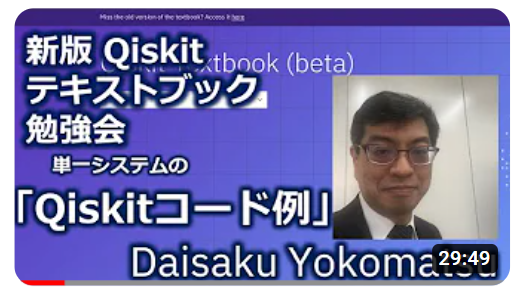 Miss the old version of the textbook? Access it here
新版 Qiskit
テキストブック
勉強会
tbook (beta)
単一システムの
「Qiskitコード例」
Daisaku Yokomatsu
29:49